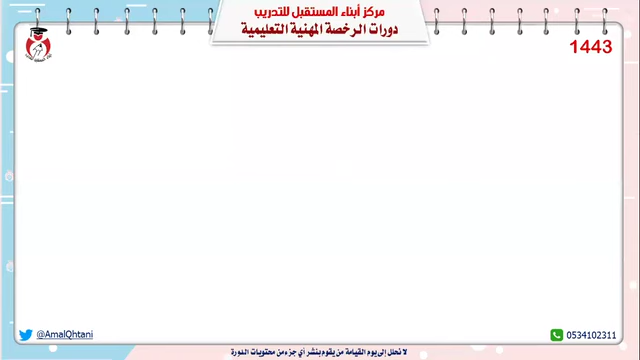 مركز أبناء المستقبل للتدريب
دورات الرخصة المهنية التعليمية
1443
@AmalQhtani
0534102311
لا نحلل إلى يوم القيامة من يقوم بنشر أي جزء من محتويات الدورة